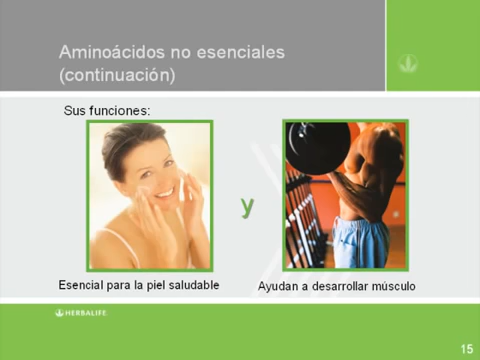 Aminoácidos no esenciales
(continuación)
Sus funciones:
y
Esencial para la piel saludable
Ayudan a desarrollar músculo
HERBALIFE
15